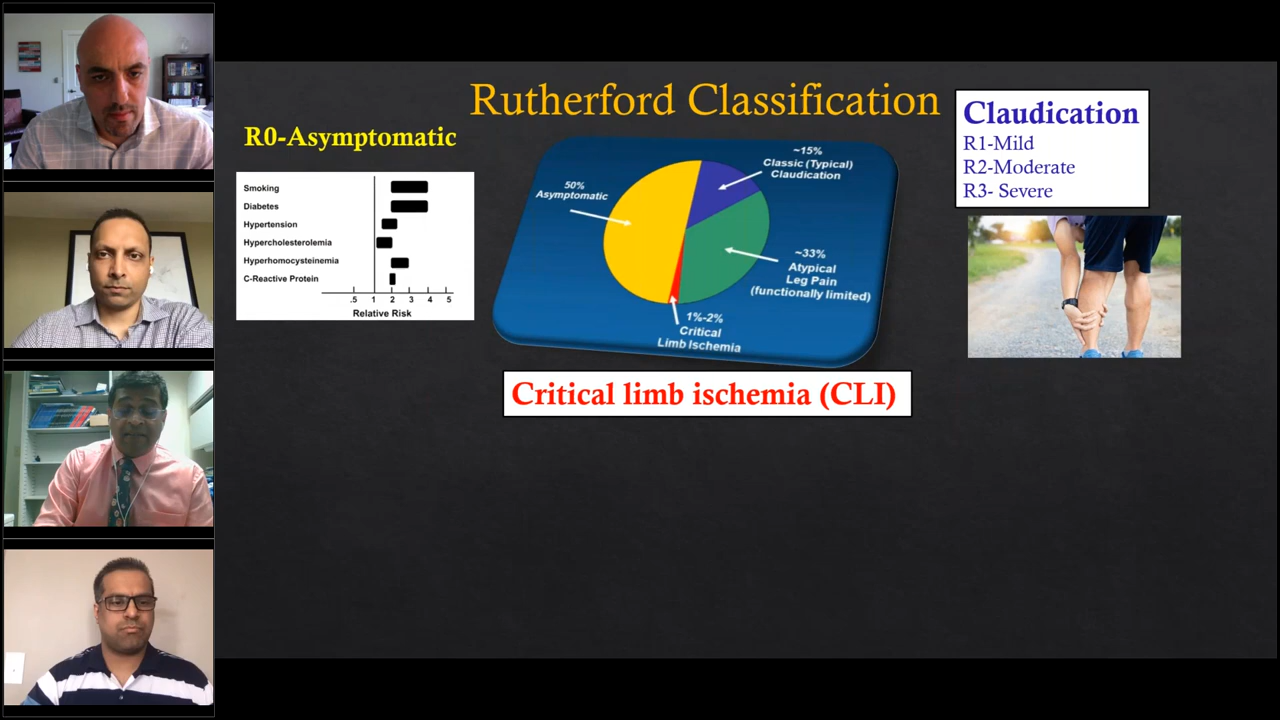 Rutherford Classification
R0-Asymptomatic
Smoking
Diabetes
Hypertension
Hypercholesterolemia
Hyperhomocysteinemia
C-Reactive Protein
.5 1 2 3 4 5
Relative Risk
50%
Asymptomatic
~15%
Classic (Typical)
Claudication
~33%
Atypical
Leg Pain
(functionally limited)
1%-2%
Critical
Limb Ischemia
Critical limb ischemia (CLI)
Claudication
R1-Mild
R2-Moderate
R3- Severe